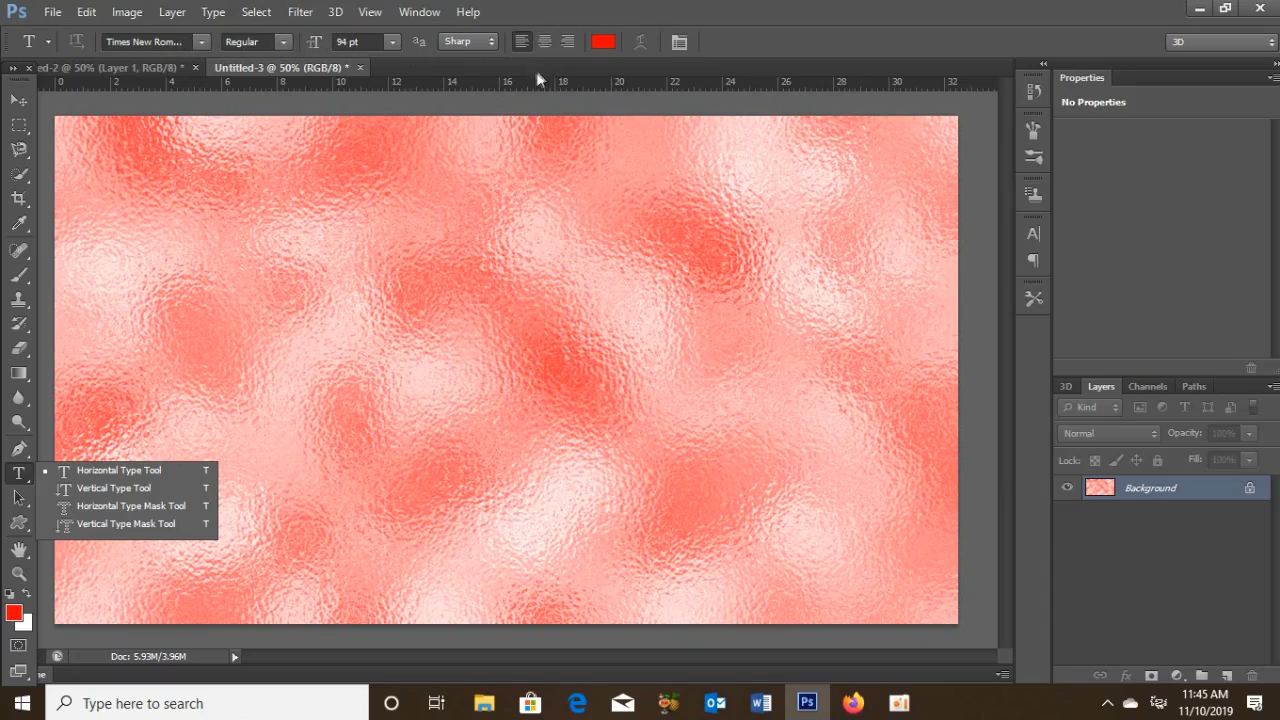 Ps File Edit Image Layer Type Select Filter 3D View Window Help
T Times New Rom... Regular 94 pt Sharp 3D
ed-2 @ 50% (Layer 1, RGB/8) * × Untitled-3 @ 50% (RGB/8) * ×
0 2 4 6 8 10 12 14 16 18 20 22 24 26 28 30 32
Properties
No Properties
3D Layers Channels Paths
Kind
Normal Opacity: 100%
Lock: Fill: 100%
Background
Horizontal Type Tool T
Vertical Type Tool T
Horizontal Type Mask Tool T
Vertical Type Mask Tool T
Doc: 5.93M/3.96M
Type here to search
11:45 AM
11/10/2019